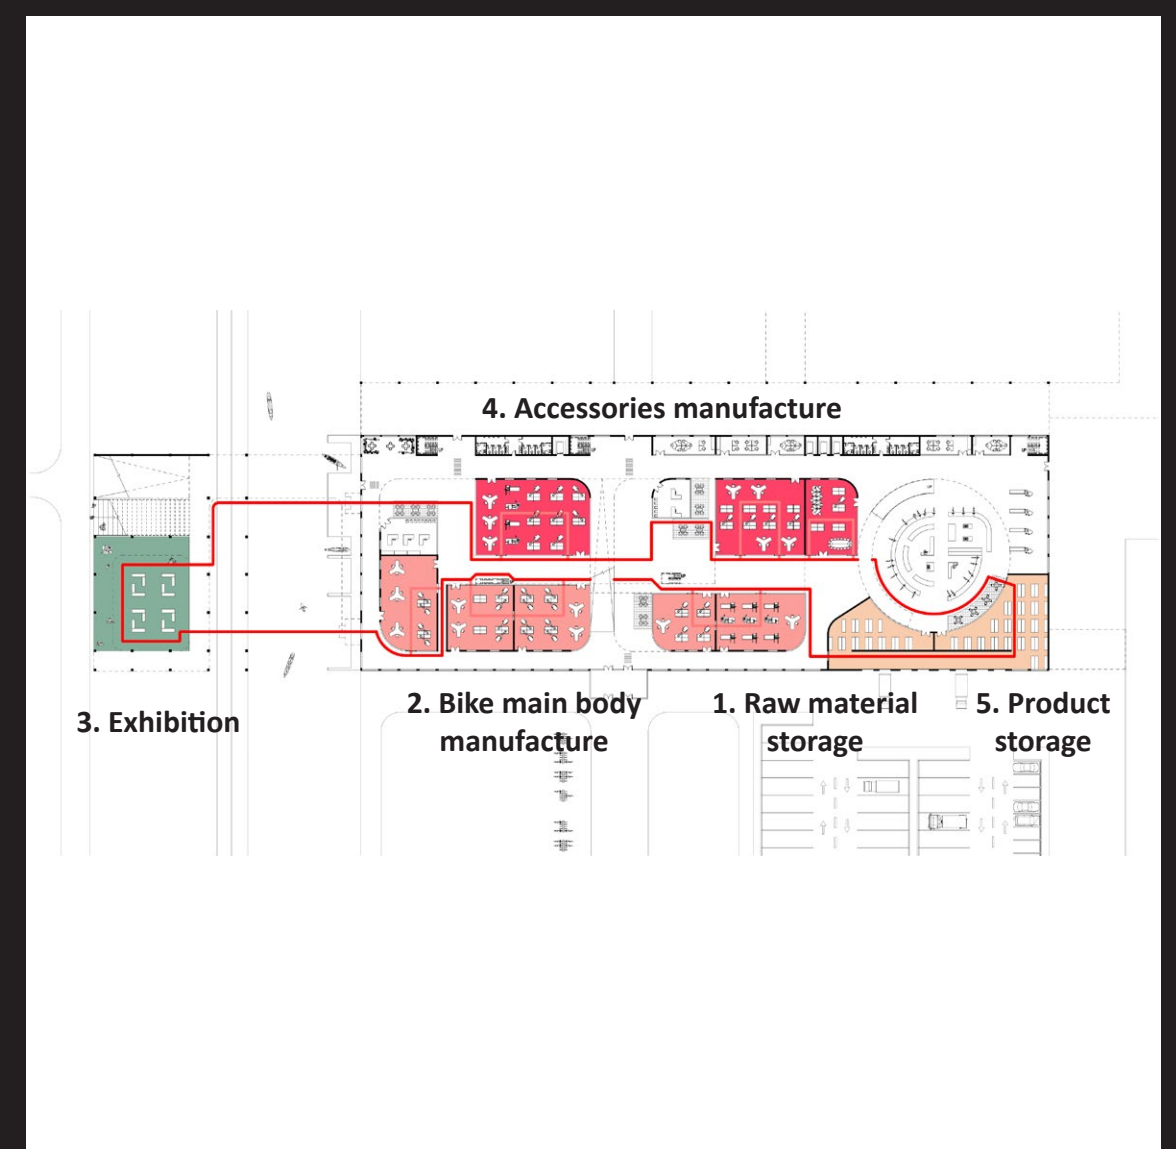 4. Accessories manufacture
3. Exhibition
2. Bike main body
manufacture
1. Raw material
storage
5. Product
storage